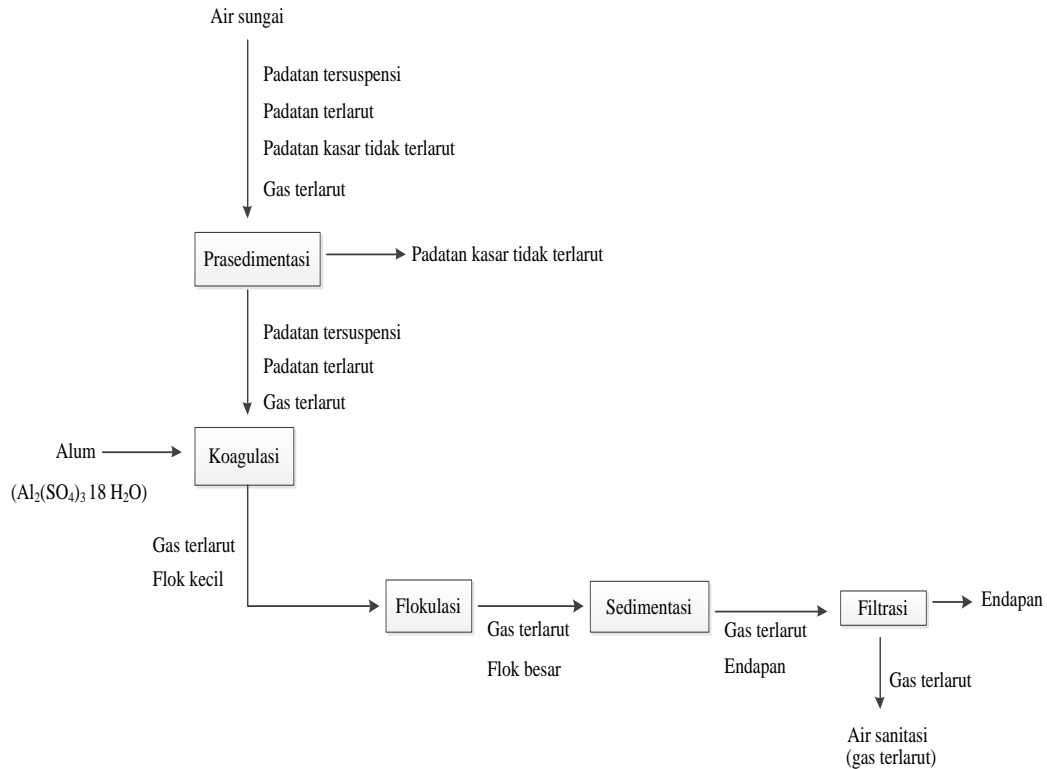 Air sungai
Padatan tersuspensi
Padatan terlarut
Padatan kasar tidak terlarut
Gas terlarut
Prasedimentasi
Padatan kasar tidak terlarut
Padatan tersuspensi
Padatan terlarut
Gas terlarut
Alum
(Al₂(SO₄)₃ 18 H₂O)
Koagulasi
Gas terlarut
Flok kecil
Flokulasi
Gas terlarut
Flok besar
Sedimentasi
Gas terlarut
Endapan
Filtrasi
Endapan
Gas terlarut
Air sanitasi
(gas terlarut)